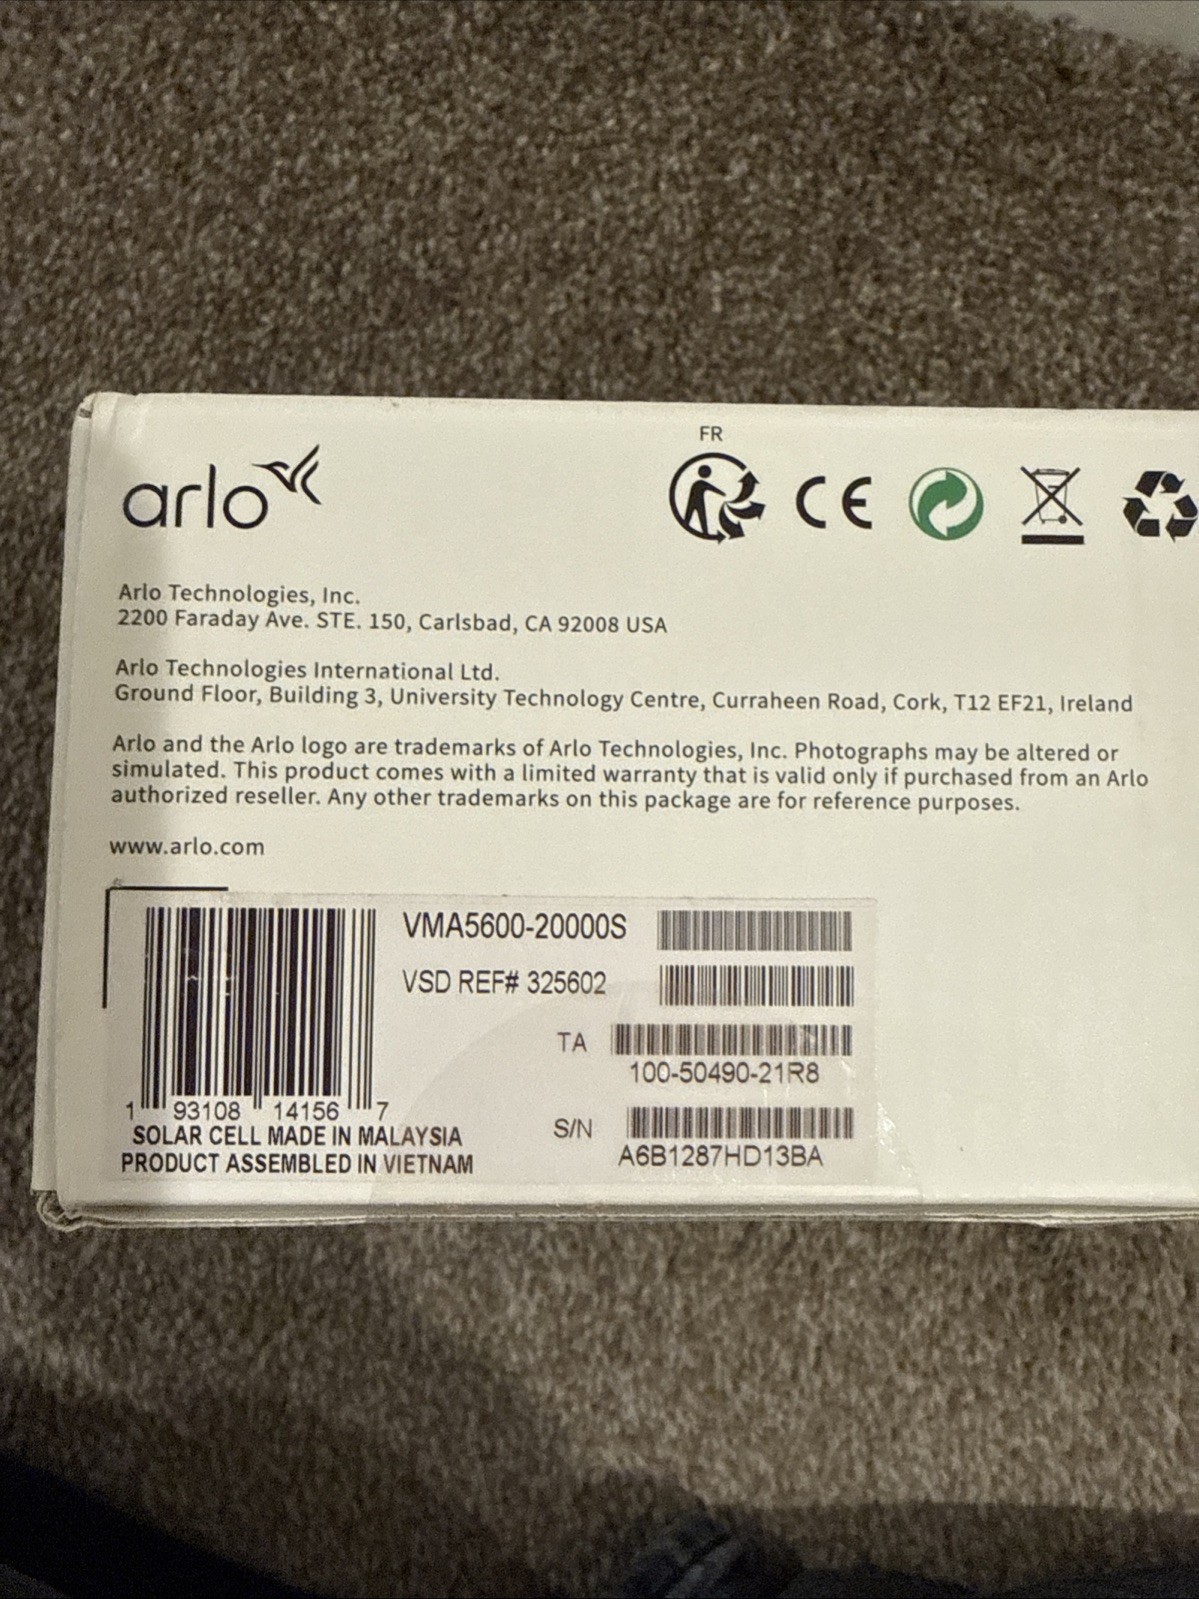 arlo
FR
CE
Arlo Technologies, Inc.
2200 Faraday Ave. STE. 150, Carlsbad, CA 92008 USA
Arlo Technologies International Ltd.
Ground Floor, Building 3, University Technology Centre, Curraheen Road, Cork, T12 EF21, Ireland
Arlo and the Arlo logo are trademarks of Arlo Technologies, Inc. Photographs may be altered or
simulated. This product comes with a limited warranty that is valid only if purchased from an Arlo
authorized reseller. Any other trademarks on this package are for reference purposes.
www.arlo.com
VMA5600-20000S
VSD REF# 325602
TA
100-50490-21R8
S/N
A6B1287HD13BA
1 93108 14156 7
SOLAR CELL MADE IN MALAYSIA
PRODUCT ASSEMBLED IN VIETNAM